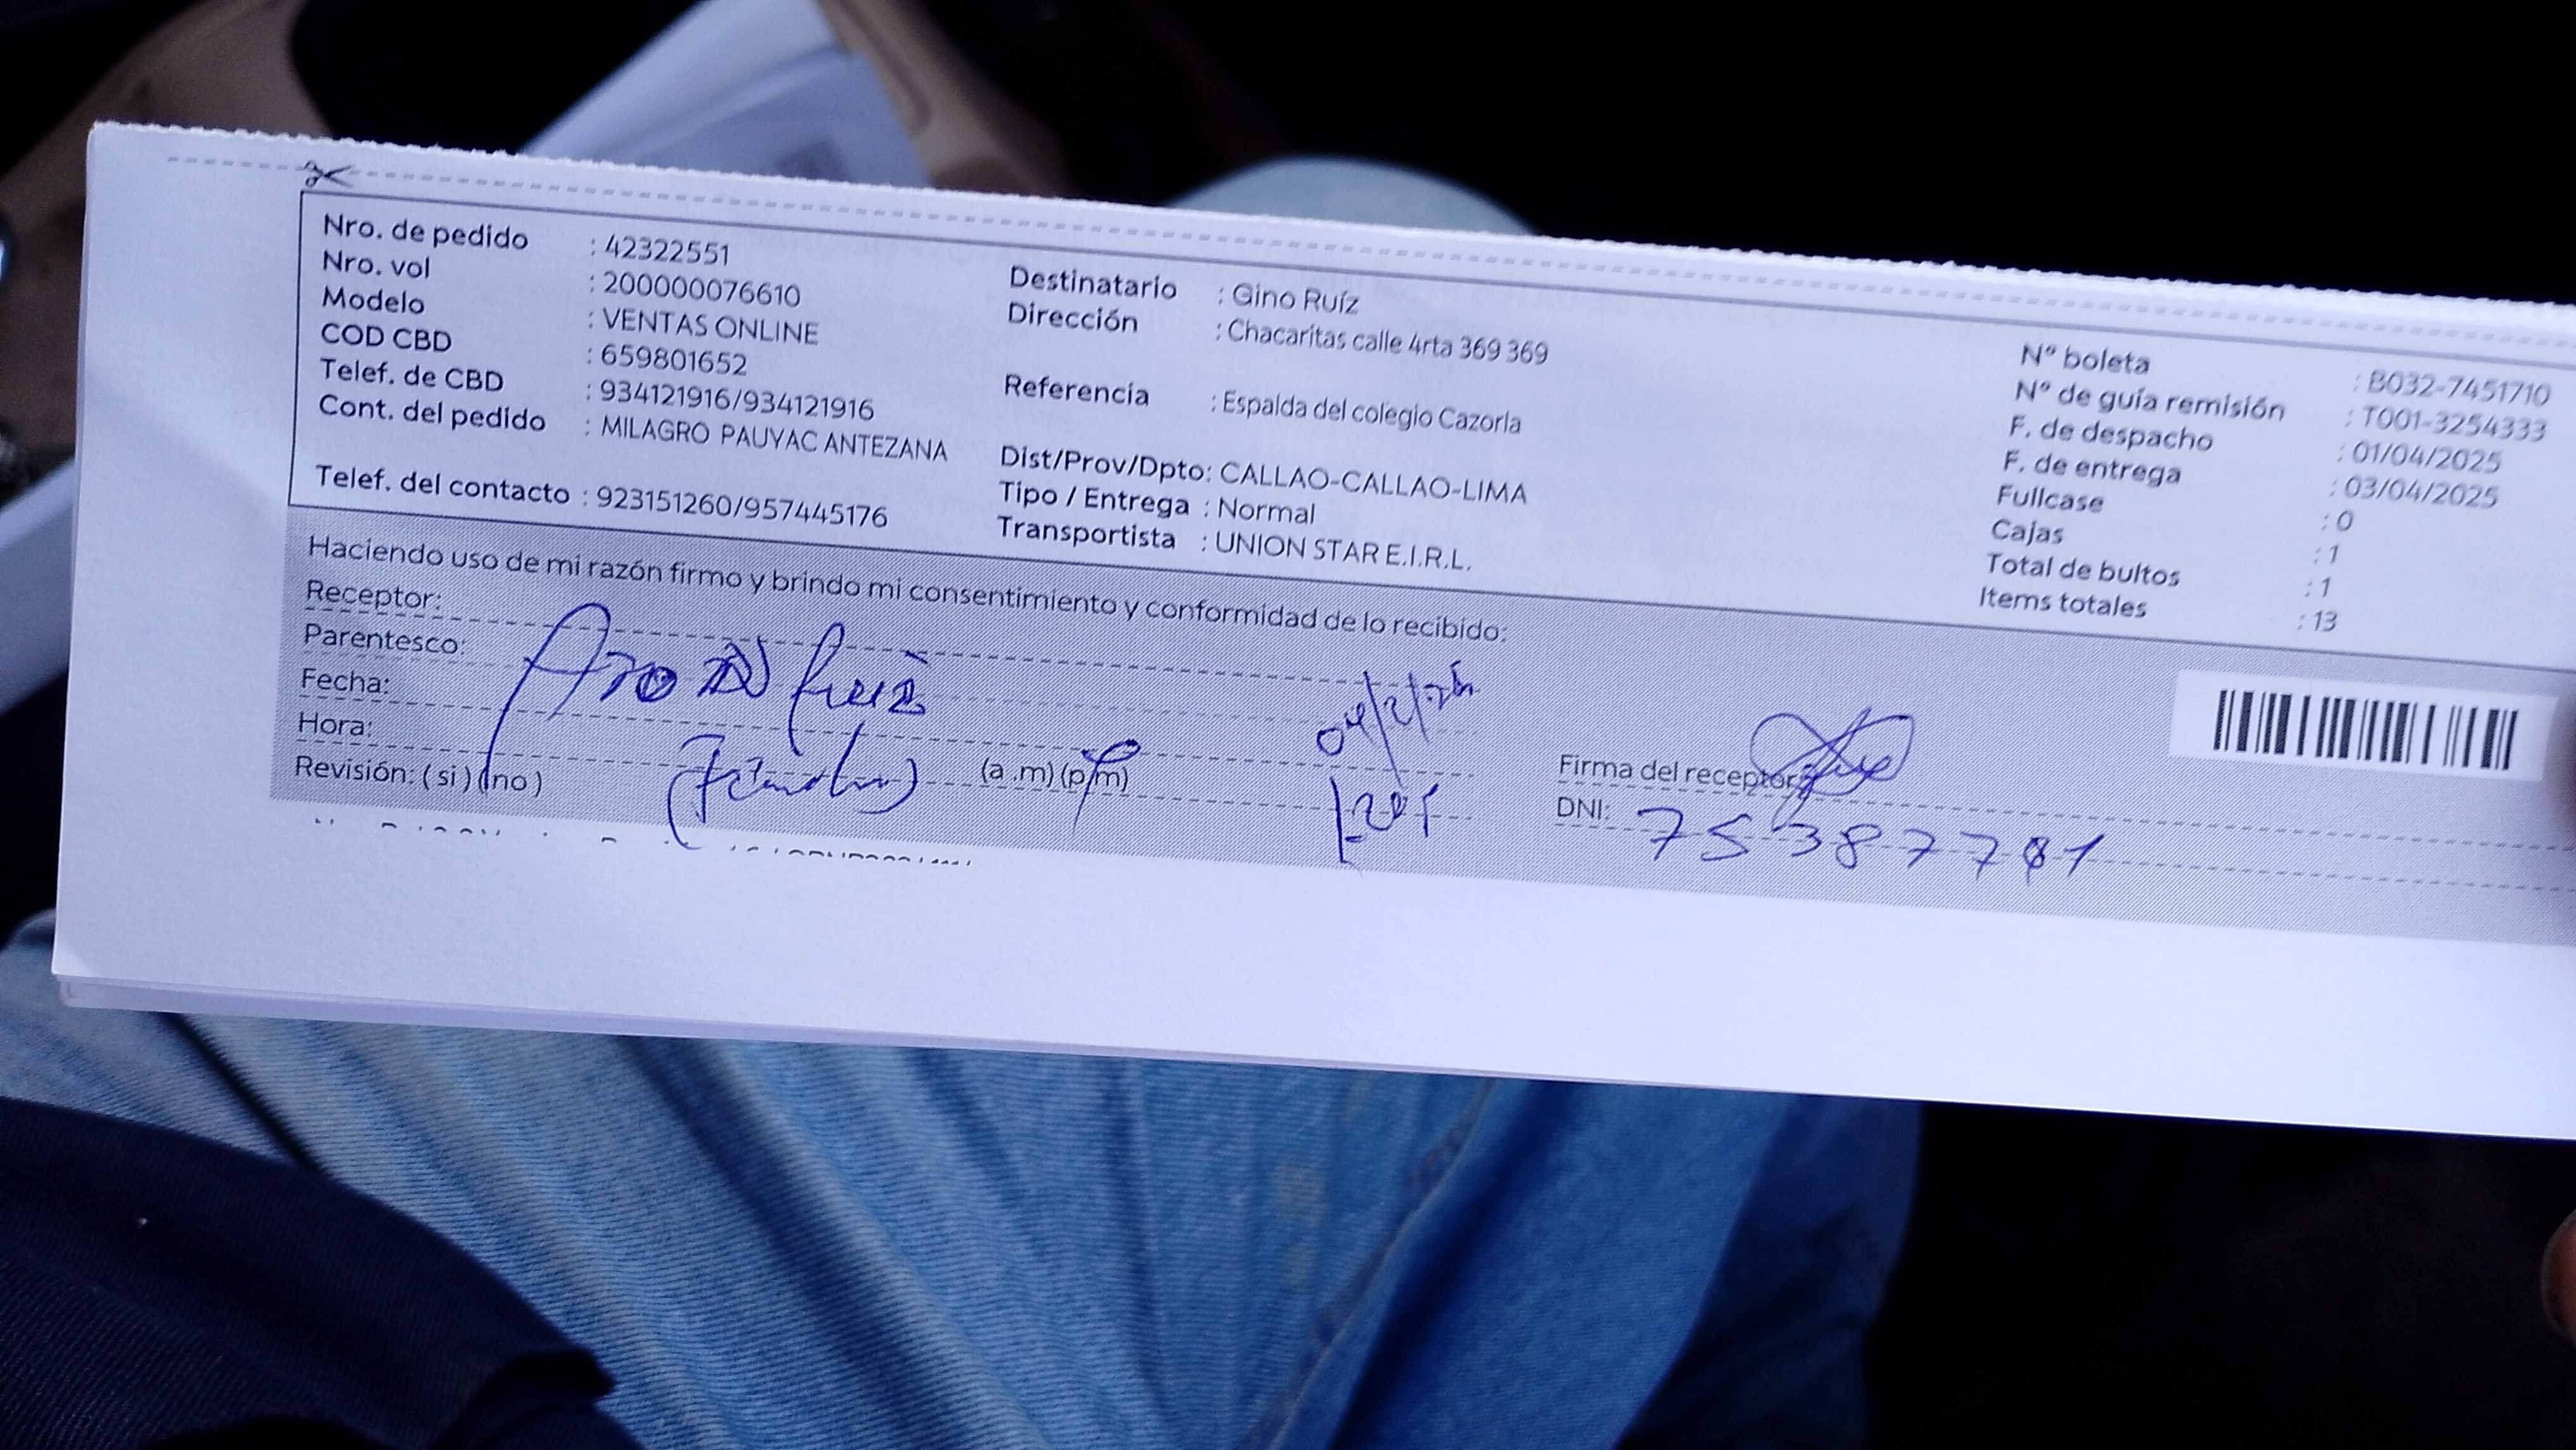 Nro. de pedido : 42322551
Nro. vol : 200000076610
Modelo : VENTAS ONLINE
COD CBD : 659801652
Telef. de CBD : 934121916/934121916
Cont. del pedido : MILAGRO PAUYAC ANTEZANA
Telef. del contacto : 923151260/957445176
Destinatario : Gino Ruíz
Dirección : Chacaritas calle 4rta 369 369
Referencia : Espalda del colegio Cazorla
Dist/Prov/Dpto: CALLAO-CALLAO-LIMA
Tipo / Entrega : Normal
Transportista : UNION STAR E.I.R.L.
N° boleta : B032-7451710
N° de guía remisión : T001-3254333
F. de despacho : 01/04/2025
F. de entrega : 03/04/2025
Fullcase : 0
Cajas : 1
Total de bultos : 1
Items totales : 13
Haciendo uso de mi razón firmo y brindo mi consentimiento y conformidad de lo recibido:
Receptor:
Parentesco: Ruiz
Fecha:
Hora: (a .m) (p.m)
Revisión: ( si ) ( no )
Firma del receptor:
DNI: